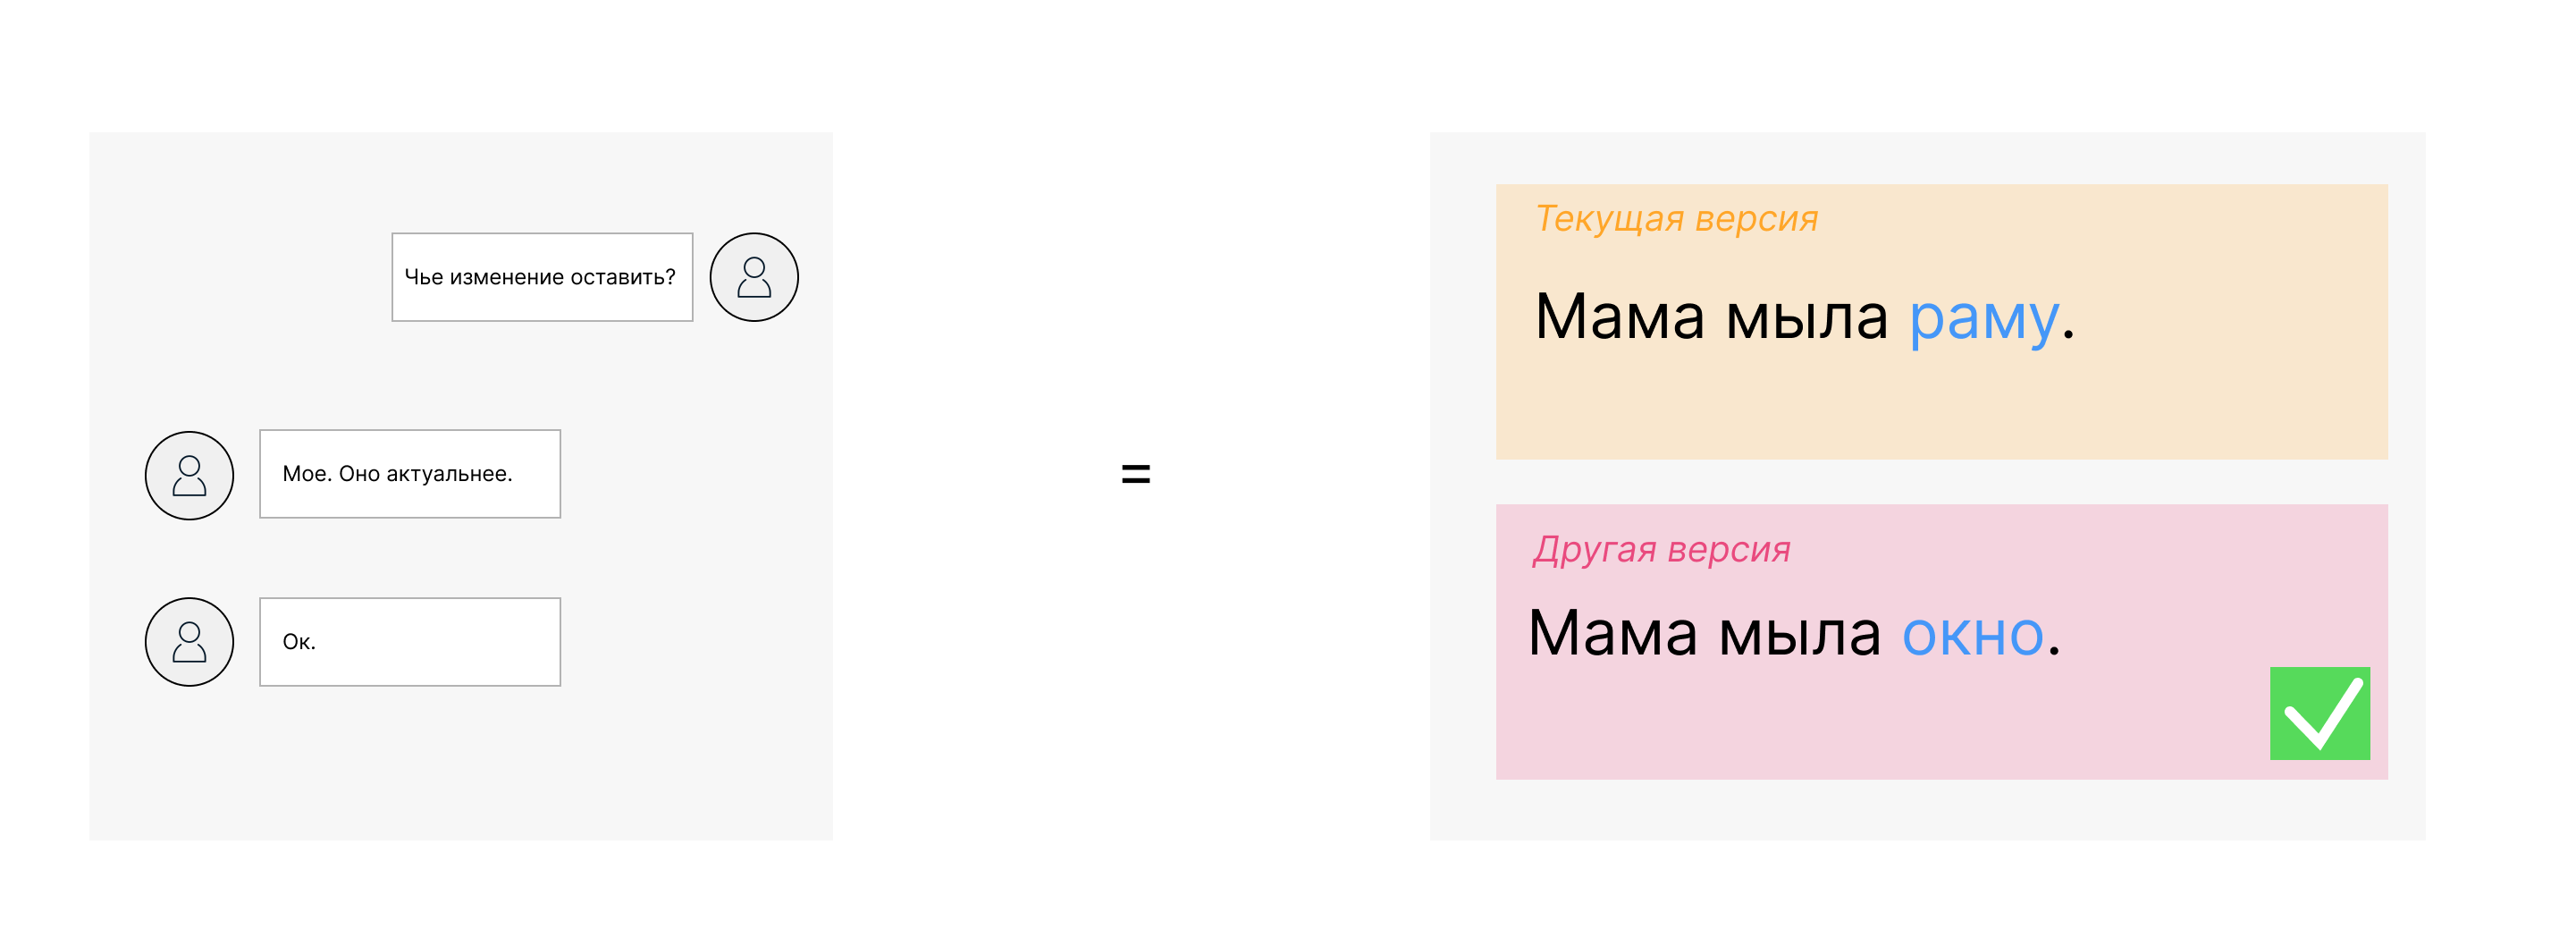 Чье изменение оставить?
Мое. Оно актуальнее.
Ок.
=
Текущая версия
Мама мыла раму.
Другая версия
Мама мыла окно.